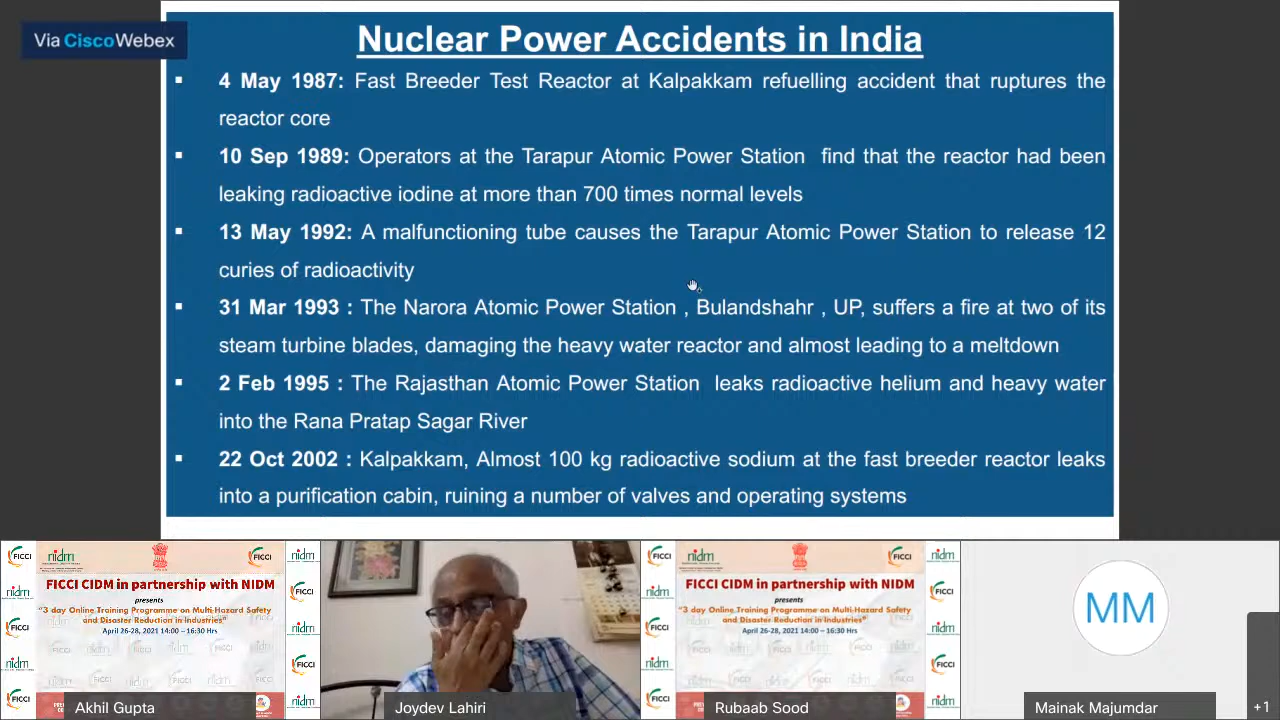 Via Cisco Webex
Nuclear Power Accidents in India
▪ 4 May 1987: Fast Breeder Test Reactor at Kalpakkam refuelling accident that ruptures the
reactor core
▪ 10 Sep 1989: Operators at the Tarapur Atomic Power Station find that the reactor had been
leaking radioactive iodine at more than 700 times normal levels
▪ 13 May 1992: A malfunctioning tube causes the Tarapur Atomic Power Station to release 12
curies of radioactivity
▪ 31 Mar 1993 : The Narora Atomic Power Station , Bulandshahr , UP, suffers a fire at two of its
steam turbine blades, damaging the heavy water reactor and almost leading to a meltdown
▪ 2 Feb 1995 : The Rajasthan Atomic Power Station leaks radioactive helium and heavy water
into the Rana Pratap Sagar River
▪ 22 Oct 2002 : Kalpakkam, Almost 100 kg radioactive sodium at the fast breeder reactor leaks
into a purification cabin, ruining a number of valves and operating systems
FICCI
nidm
FICCI
nidm
FICCI CIDM in partnership with NIDM
presents
"3 day Online Training Programme on Multi-Hazard Safety
and Disaster Reduction in Industries"
April 26-28, 2021 14:00 – 16:30 Hrs
Akhil Gupta
Joydev Lahiri
FICCI
nidm
FICCI
nidm
FICCI CIDM in partnership with NIDM
presents
"3 day Online Training Programme on Multi-Hazard Safety
and Disaster Reduction in Industries"
April 26-28, 2021 14:00 – 16:30 Hrs
Rubaab Sood
MM
Mainak Majumdar
+1